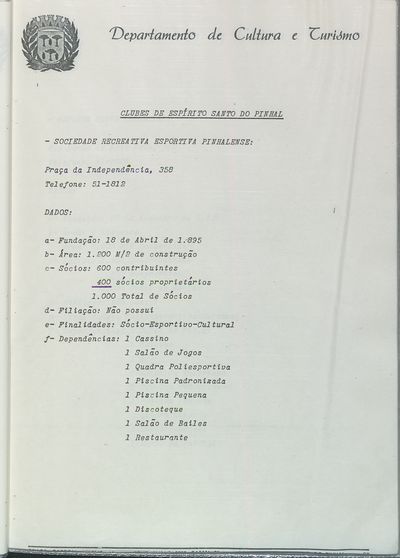 Departamento de Cultura e Turismo
CLUBES DE ESPÍRITO SANTO DO PINHAL
- SOCIEDADE RECREATIVA ESPORTIVA PINHALENSE:
Praça da Independência, 358
Telefone: 51-1812
DADOS:
a- Fundação: 18 de Abril de 1.895
b- Área: 1.200 M/2 de construção
c- Sócios: 600 contribuintes
400 sócios proprietários
1.000 Total de Sócios
d- Filiação: Não possui
e- Finalidades: Sócio-Esportivo-Cultural
f- Dependências: 1 Cassino
1 Salão de Jogos
1 Quadra Poliesportiva
1 Piscina Padronizada
1 Piscina Pequena
1 Discoteque
1 Salão de Bailes
1 Restaurante